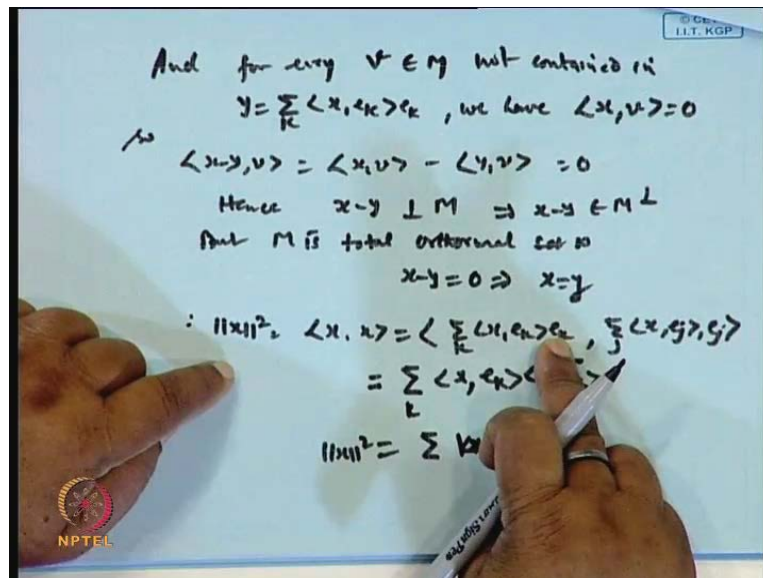 © CET
I.I.T. KGP
And for every v ∈ M not contained in
y = Σ_k <x, e_k> e_k , we have <x, v> = 0
so
<x-y, v> = <x, v> - <y, v> = 0
Hence x-y ⊥ M ⇒ x-y ∈ M^⊥
But M is total orthormal set so
x-y = 0 ⇒ x = y
: ||x||². <x, x> = < Σ_k <x, e_k> e_k , Σ_j <x, e_j>, e_j>
= Σ_k <x, e_k> <
||x||² = Σ
NPTEL